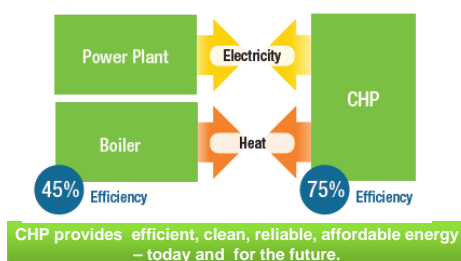 Power Plant
Electricity
CHP
Boiler
Heat
45% Efficiency
75% Efficiency
CHP provides efficient, clean, reliable, affordable energy
– today and for the future.